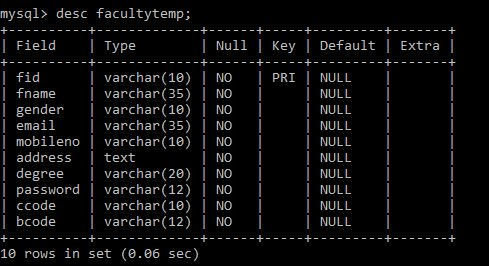 mysql> desc facultytemp;
+----------+-------------+------+-----+---------+-------+
| Field    | Type        | Null | Key | Default | Extra |
+----------+-------------+------+-----+---------+-------+
| fid      | varchar(10) | NO   | PRI | NULL    |       |
| fname    | varchar(35) | NO   |     | NULL    |       |
| gender   | varchar(10) | NO   |     | NULL    |       |
| email    | varchar(35) | NO   |     | NULL    |       |
| mobileno | varchar(10) | NO   |     | NULL    |       |
| address  | text        | NO   |     | NULL    |       |
| degree   | varchar(20) | NO   |     | NULL    |       |
| password | varchar(12) | NO   |     | NULL    |       |
| ccode    | varchar(10) | NO   |     | NULL    |       |
| bcode    | varchar(12) | NO   |     | NULL    |       |
+----------+-------------+------+-----+---------+-------+
10 rows in set (0.06 sec)